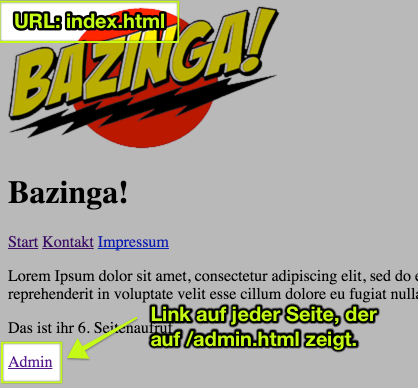 URL: index.html
BAZINGA!
Bazinga!
Start Kontakt Impressum
Lorem Ipsum dolor sit amet, consectetur adipiscing elit, sed do
reprehenderit in voluptate velit esse cillum dolore eu fugiat
Das ist ihr 6. Seitenaufruf
Link auf jeder Seite, der
auf /admin.html zeigt.
Admin